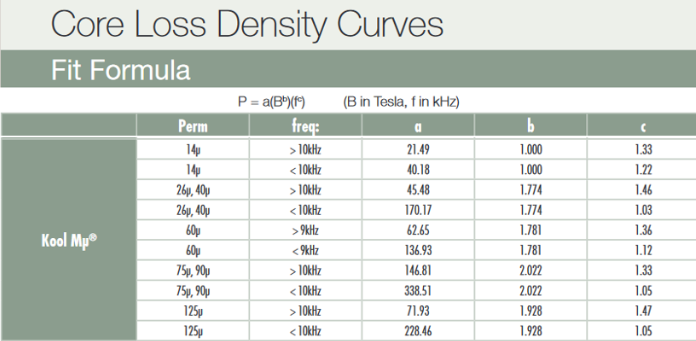 Core Loss Density Curves
Fit Formula
P = a(Bᵇ)(fᶜ) (B in Tesla, f in kHz)
Perm freq: a b c
14µ > 10kHz 21.49 1.000 1.33
14µ < 10kHz 40.18 1.000 1.22
26µ, 40µ > 10kHz 45.48 1.774 1.46
26µ, 40µ < 10kHz 170.17 1.774 1.03
Kool Mµ®
60µ > 9kHz 62.65 1.781 1.36
60µ < 9kHz 136.93 1.781 1.12
75µ, 90µ > 10kHz 146.81 2.022 1.33
75µ, 90µ < 10kHz 338.51 2.022 1.05
125µ > 10kHz 71.93 1.928 1.47
125µ < 10kHz 228.46 1.928 1.05